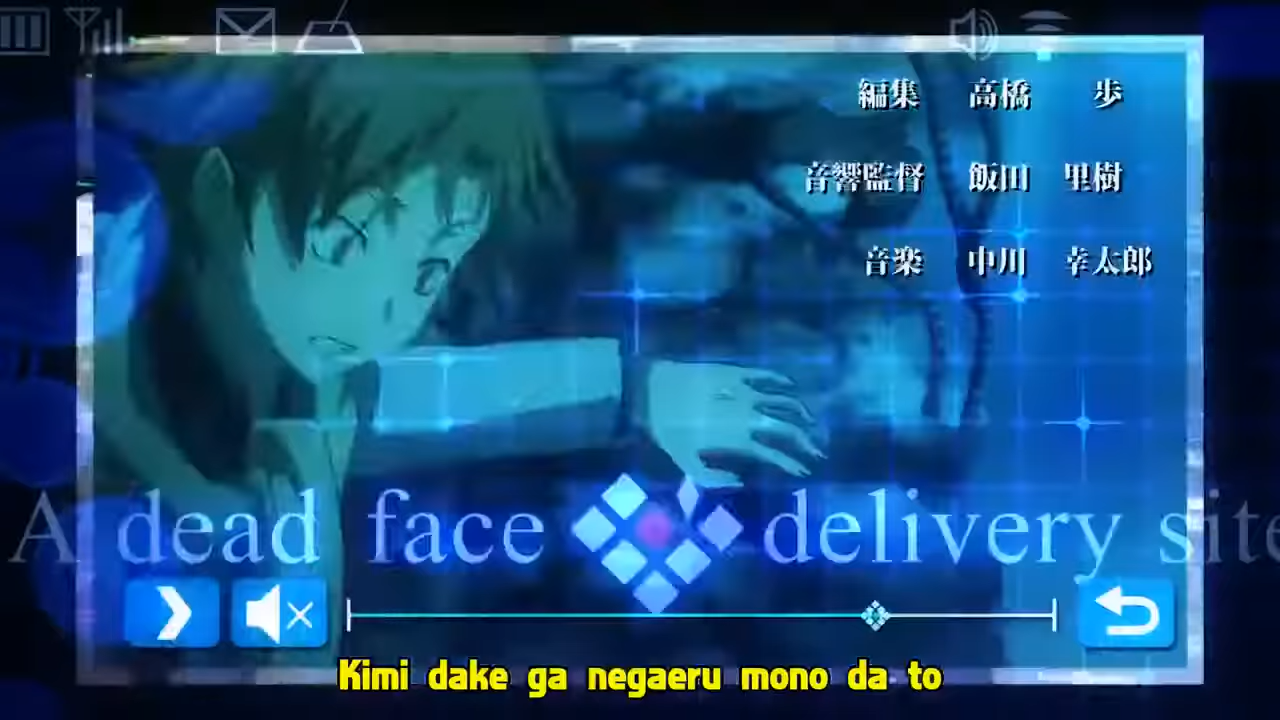 編集 高橋 歩
音響監督 飯田 里樹
音楽 中川 幸太郎
A dead face delivery site
Kimi dake ga negaeru mono da to